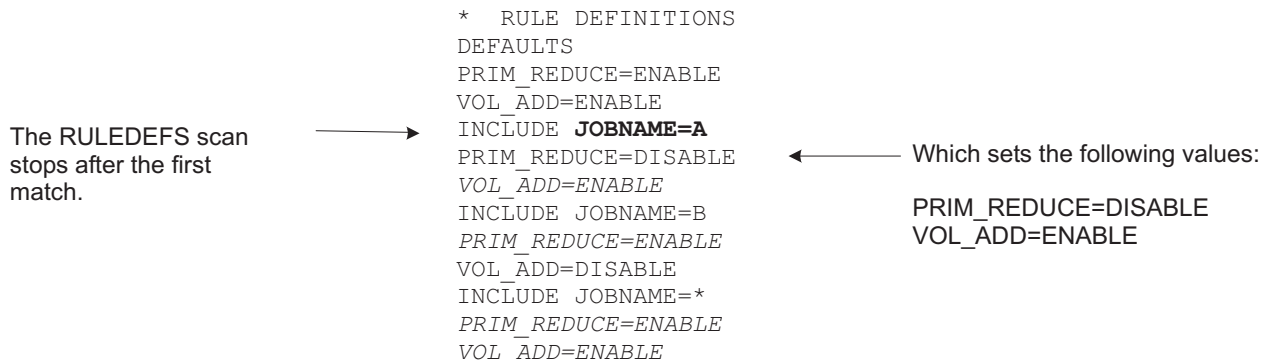 The RULEDEFS scan
stops after the first
match.
*  RULE DEFINITIONS
DEFAULTS
PRIM_REDUCE=ENABLE
VOL_ADD=ENABLE
INCLUDE JOBNAME=A
PRIM_REDUCE=DISABLE
VOL_ADD=ENABLE
INCLUDE JOBNAME=B
PRIM_REDUCE=ENABLE
VOL_ADD=DISABLE
INCLUDE JOBNAME=*
PRIM_REDUCE=ENABLE
VOL_ADD=ENABLE
Which sets the following values:
PRIM_REDUCE=DISABLE
VOL_ADD=ENABLE